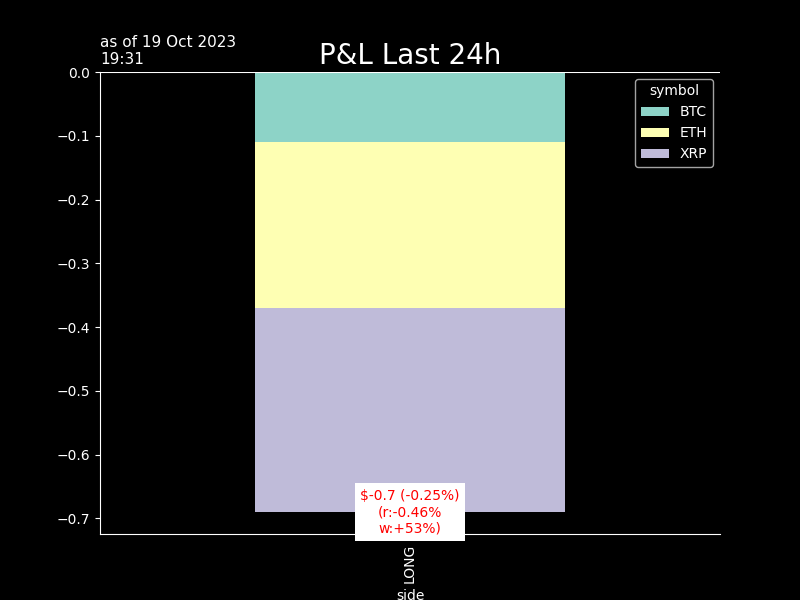 as of 19 Oct 2023
19:31
P&L Last 24h
symbol
BTC
ETH
XRP
0.0
−0.1
−0.2
−0.3
−0.4
−0.5
−0.6
−0.7
$-0.7 (-0.25%)
(r:-0.46%
w:+53%)
LONG
side